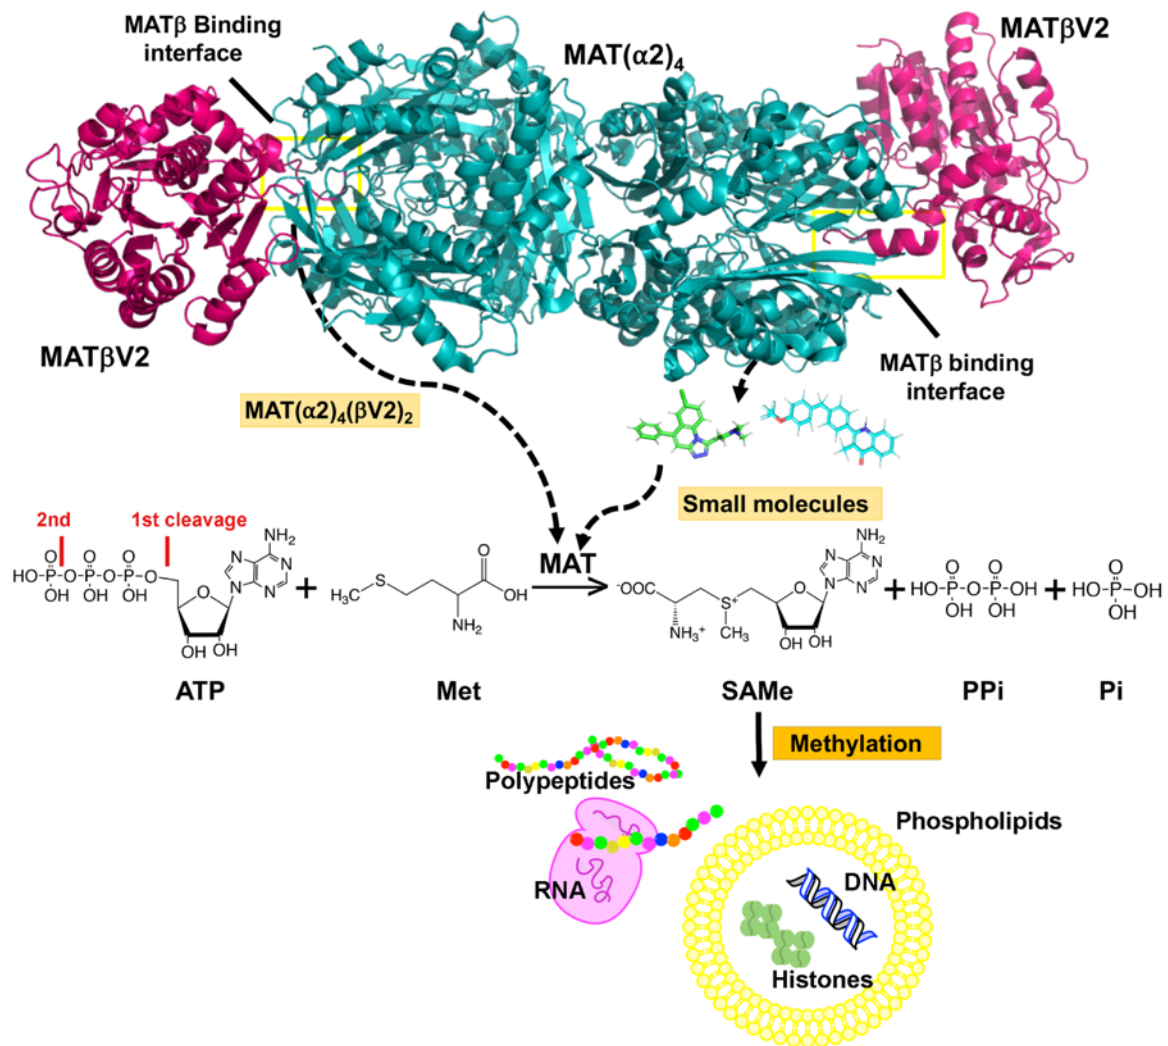 MATβ Binding
interface
MAT(α2)4
MATβV2
MATβV2
MATβ binding
interface
MAT(α2)4(βV2)2
Small molecules
2nd
1st cleavage
MAT
NH2
N
N
N
N
O
O
O
HO-P-O-P-O-P-O
OH
OH
OH
O
OH
OH
+
H3C
S
O
OH
NH2
-OOC
S+
NH3+
CH3
NH2
N
N
N
N
O
OH
OH
+
O
O
HO-P-O-P-OH
OH
OH
+
O
HO-P-OH
OH
ATP
Met
SAMe
PPi
Pi
Methylation
Polypeptides
Phospholipids
RNA
DNA
Histones